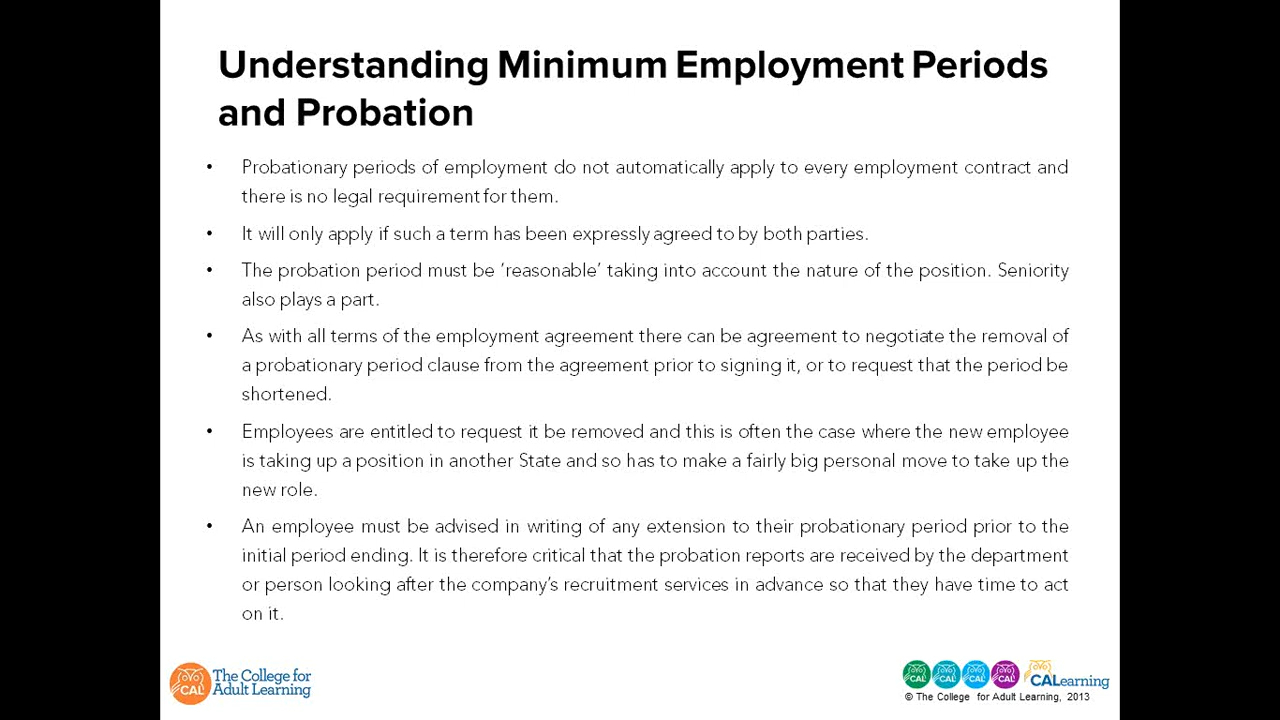 Understanding Minimum Employment Periods
and Probation
• Probationary periods of employment do not automatically apply to every employment contract and
there is no legal requirement for them.
• It will only apply if such a term has been expressly agreed to by both parties.
• The probation period must be ‘reasonable’ taking into account the nature of the position. Seniority
also plays a part.
• As with all terms of the employment agreement there can be agreement to negotiate the removal of
a probationary period clause from the agreement prior to signing it, or to request that the period be
shortened.
• Employees are entitled to request it be removed and this is often the case where the new employee
is taking up a position in another State and so has to make a fairly big personal move to take up the
new role.
• An employee must be advised in writing of any extension to their probationary period prior to the
initial period ending. It is therefore critical that the probation reports are received by the department
or person looking after the company’s recruitment services in advance so that they have time to act
on it.
CAL
The College for
Adult Learning
CAL CAL CAL CAL
CALearning
© The College for Adult Learning, 2013